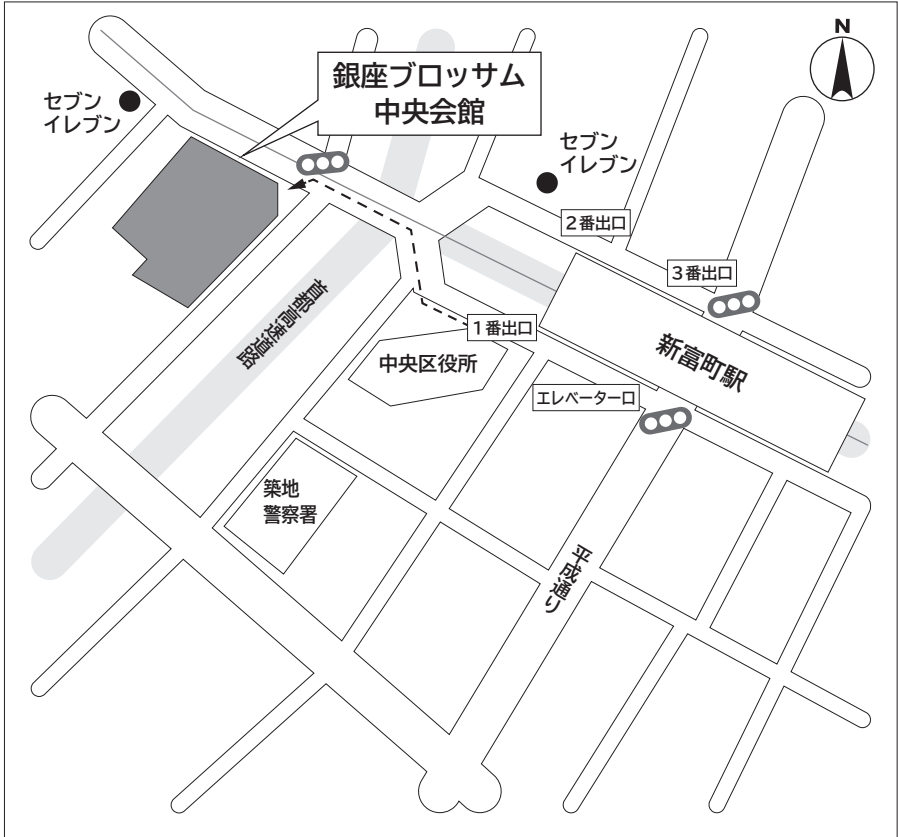 N
銀座ブロッサム
中央会館
セブン
イレブン
セブン
イレブン
2番出口
3番出口
1番出口
新富町駅
首都高速道路
中央区役所
エレベーター口
築地
警察署
平成通り